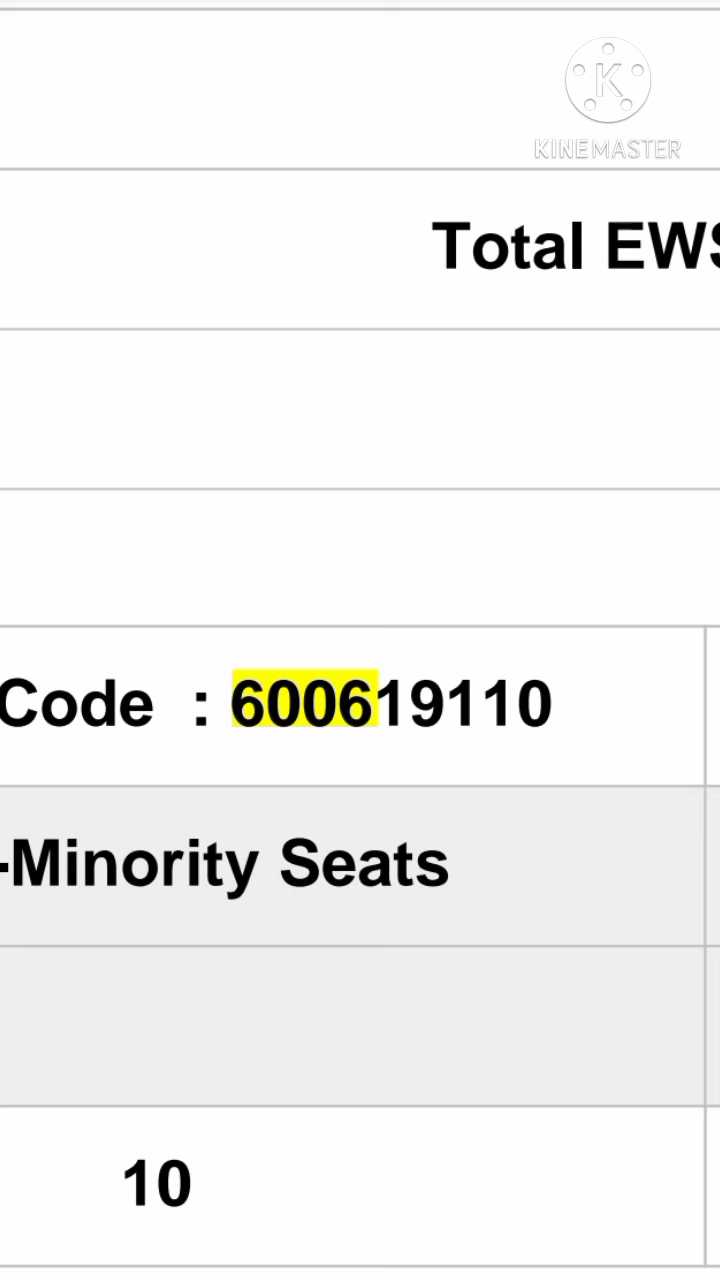 K
KINEMASTER
Total EWS
Code : 600619110
-Minority Seats
10